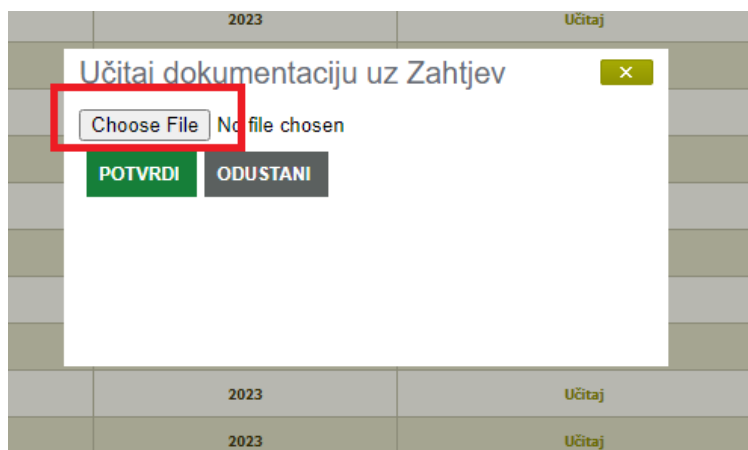 2023 Učitaj
Učitaj dokumentaciju uz Zahtjev ×
Choose File No file chosen
POTVRDI ODUSTANI
2023 Učitaj
2023 Učitaj